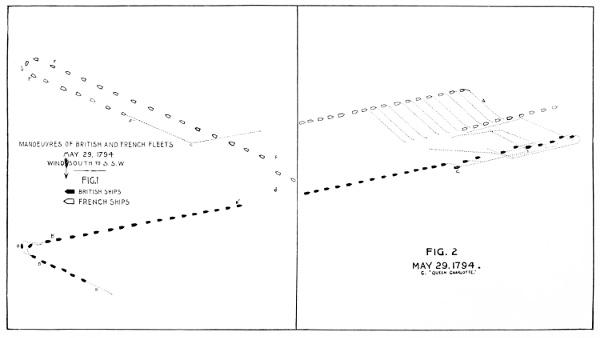 MANOEUVRES OF BRITISH AND FRENCH FLEETS
MAY 29, 1794
WIND SOUTH TO S.S.W
FIG.1
BRITISH SHIPS
FRENCH SHIPS
FIG. 2
MAY 29, 1794.
C. "QUEEN CHARLOTTE."
C